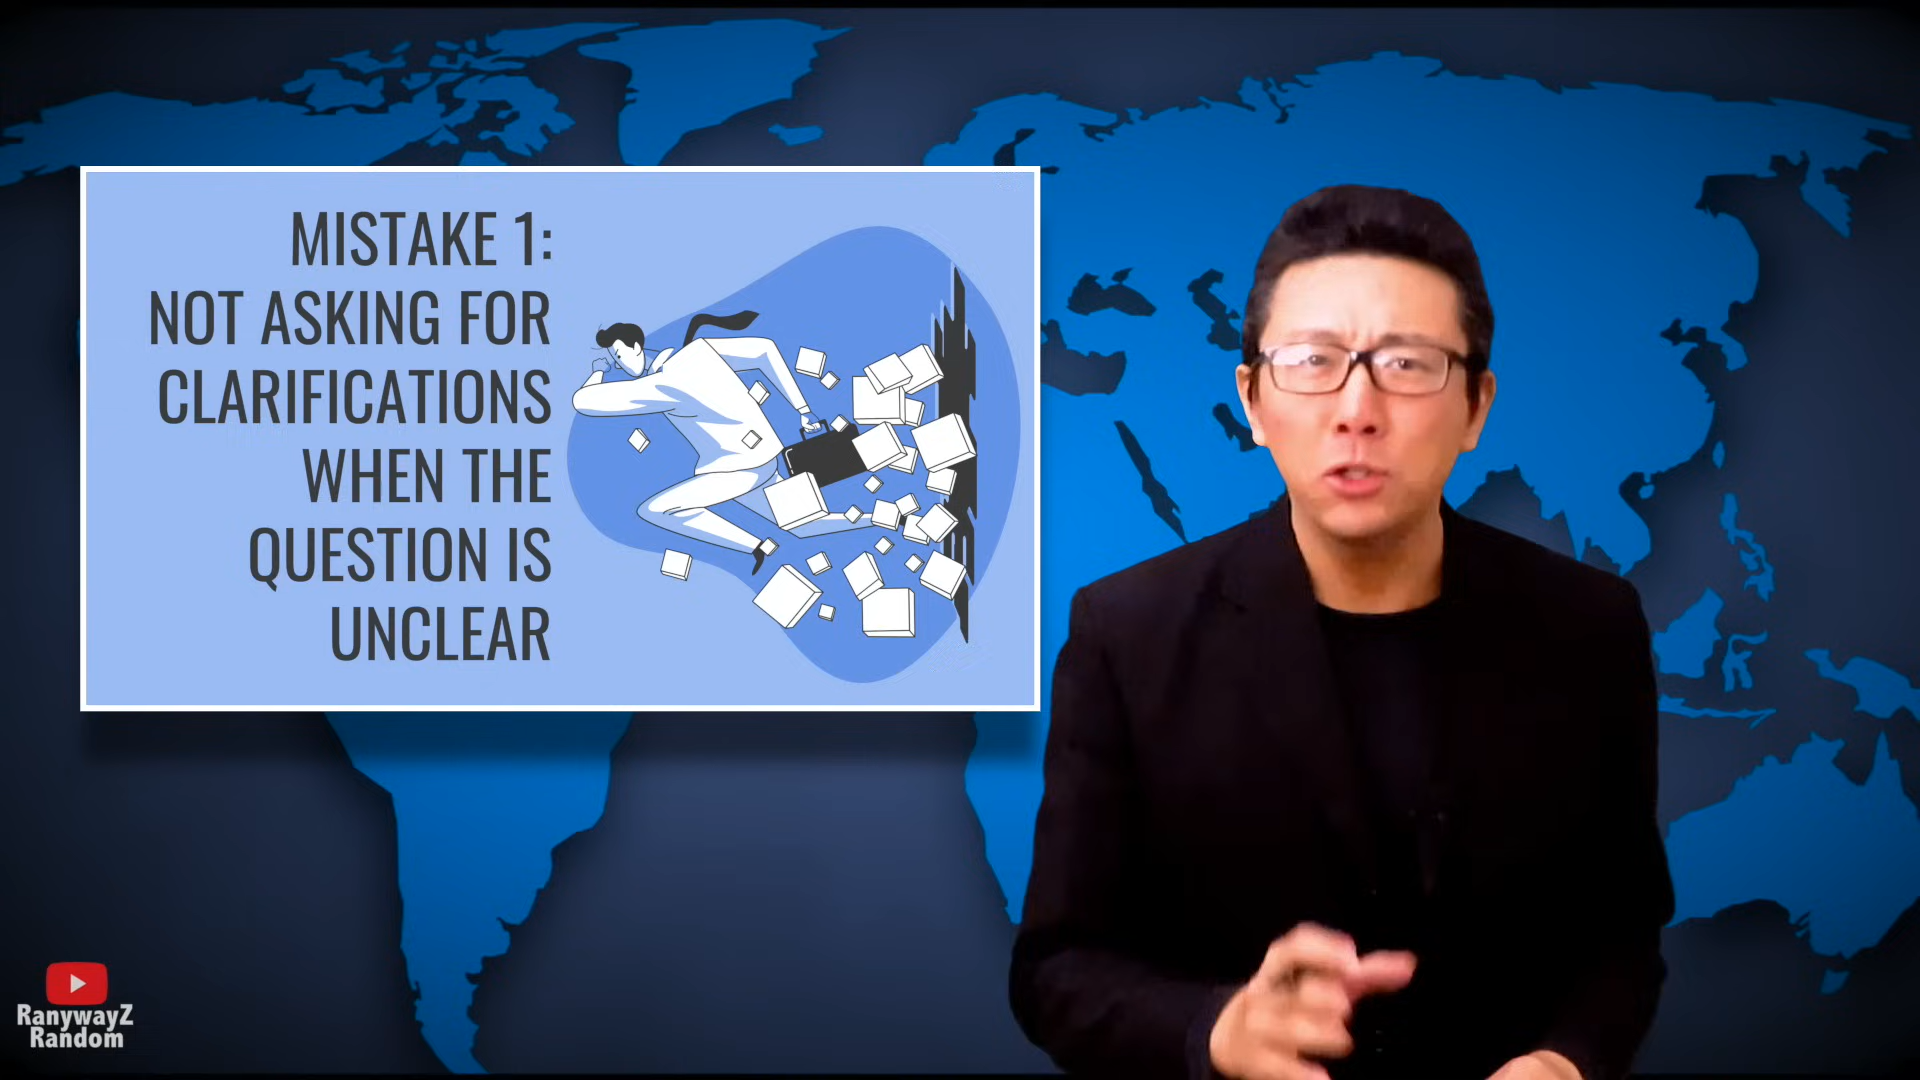 MISTAKE 1:
NOT ASKING FOR
CLARIFICATIONS
WHEN THE
QUESTION IS
UNCLEAR
RanywayZ
Random